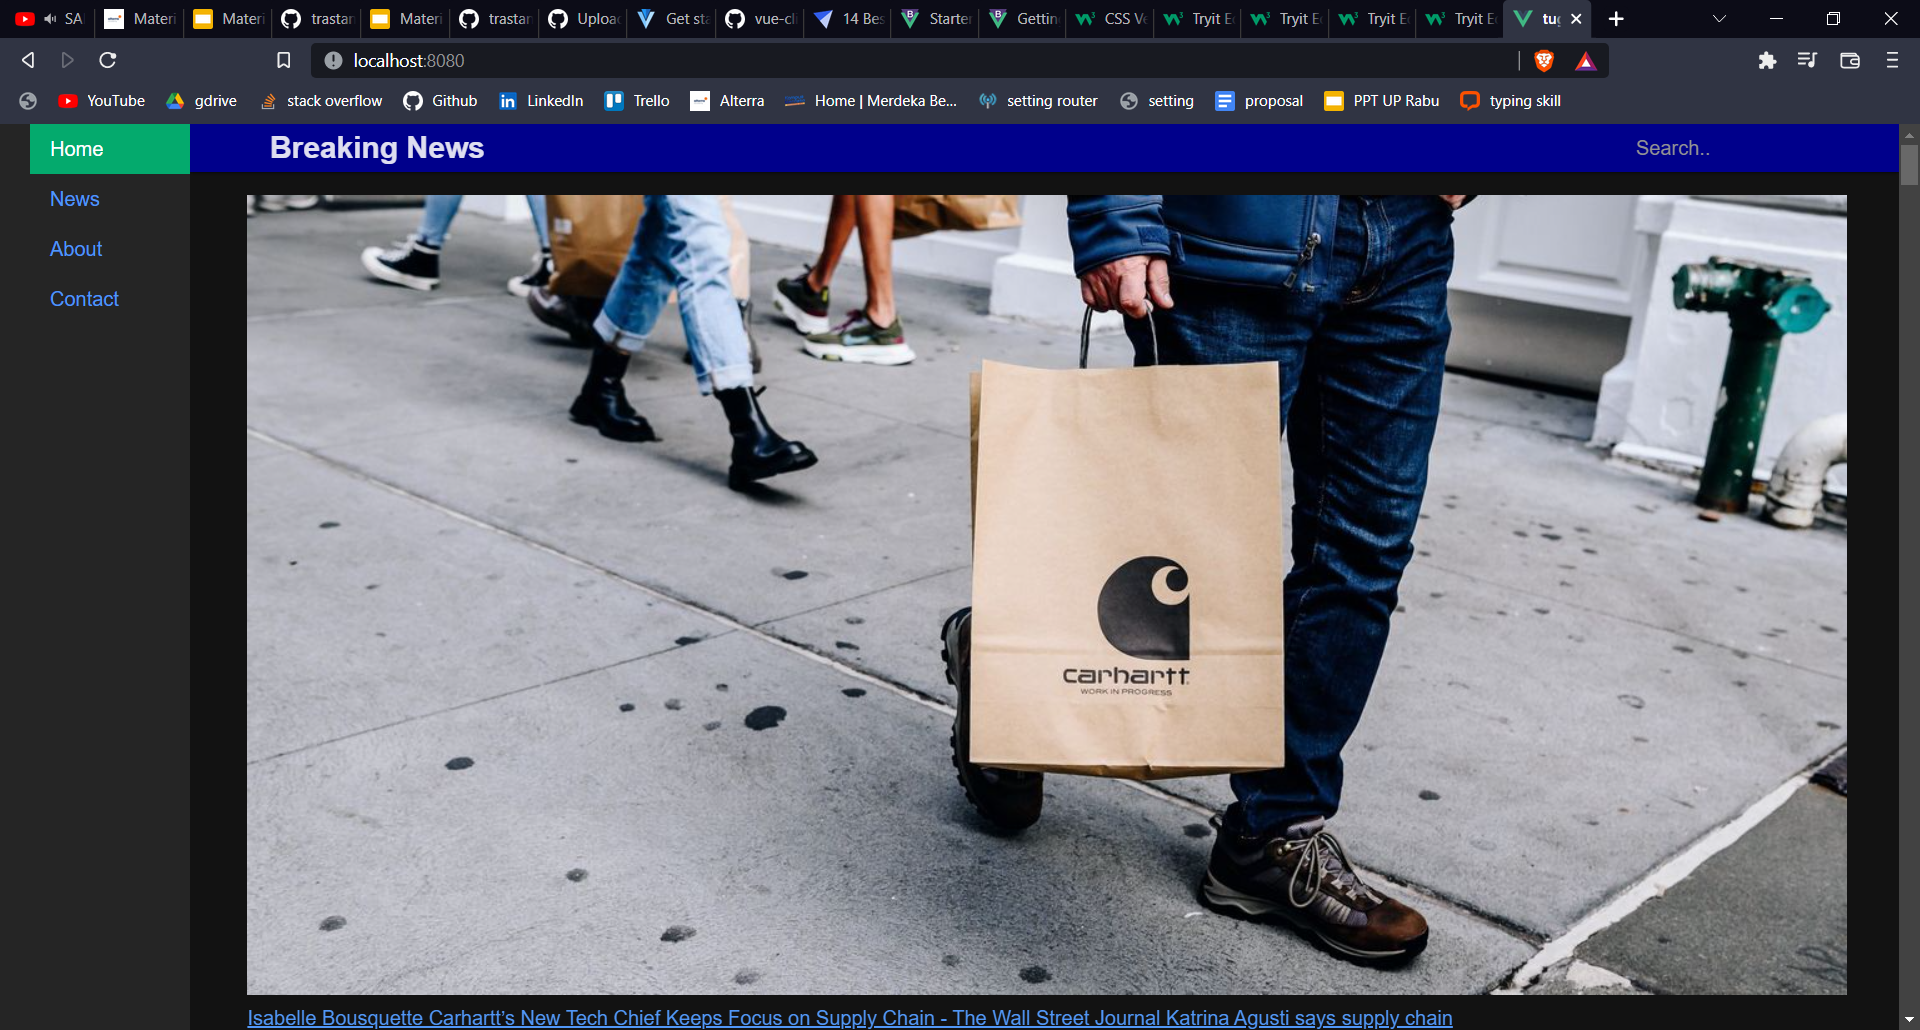 SA
Materi
Materi
trastar
Materi
trastar
Uploa
Get sta
vue-cli
14 Bes
Starter
Gettin
CSS Ve
Tryit E
Tryit E
Tryit E
Tryit E
tug
localhost:8080
YouTube
gdrive
stack overflow
Github
LinkedIn
Trello
Alterra
Home | Merdeka Be...
setting router
setting
proposal
PPT UP Rabu
typing skill
Home
Breaking News
Search..
News
About
Contact
carhartt
WORK IN PROGRESS
Isabelle Bousquette Carhartt’s New Tech Chief Keeps Focus on Supply Chain - The Wall Street Journal Katrina Agusti says supply chain